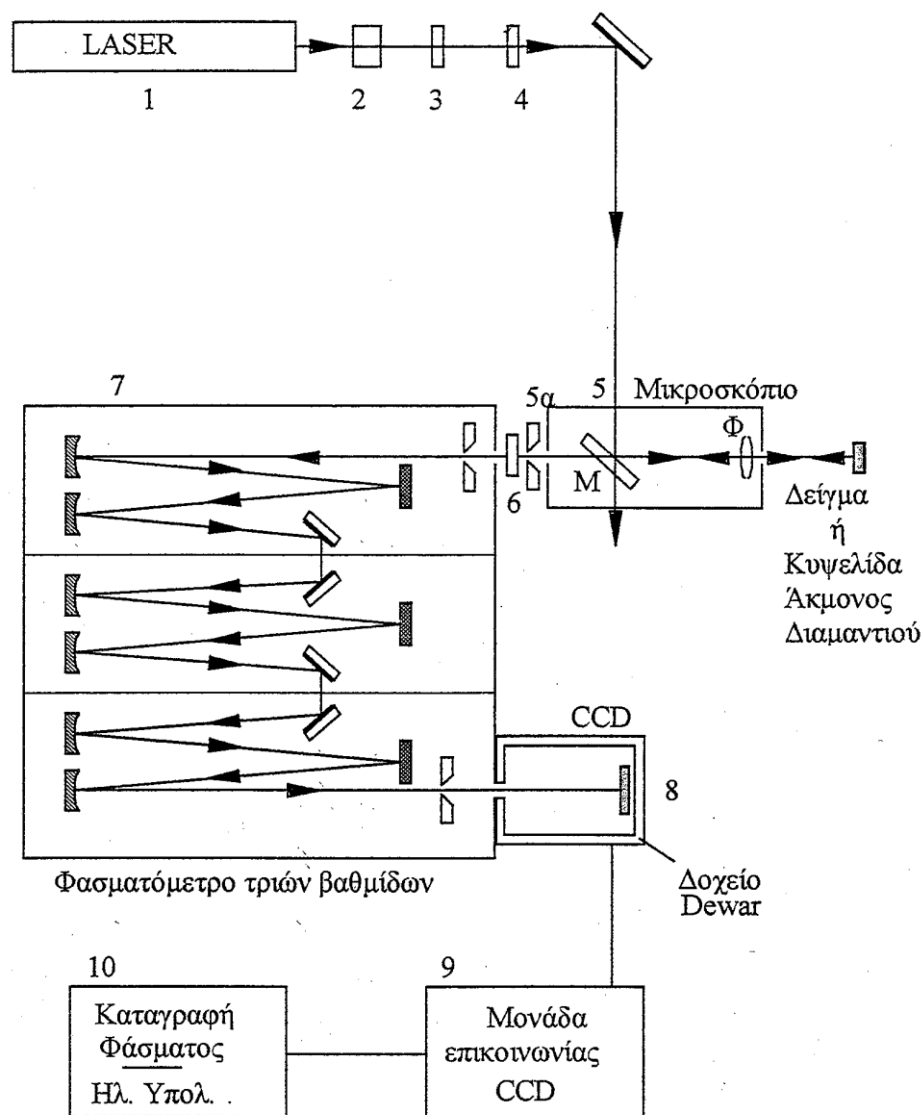 LASER
1
2
3
4
7
5α
5
Μικροσκόπιο
Φ
Μ
6
Δείγμα
ή
Κυψελίδα
Άκμονος
Διαμαντιού
CCD
8
Φασματόμετρο τριών βαθμίδων
Δοχείο
Dewar
10
9
Καταγραφή
Φάσματος
Ηλ. Υπολ.
Μονάδα
επικοινωνίας
CCD